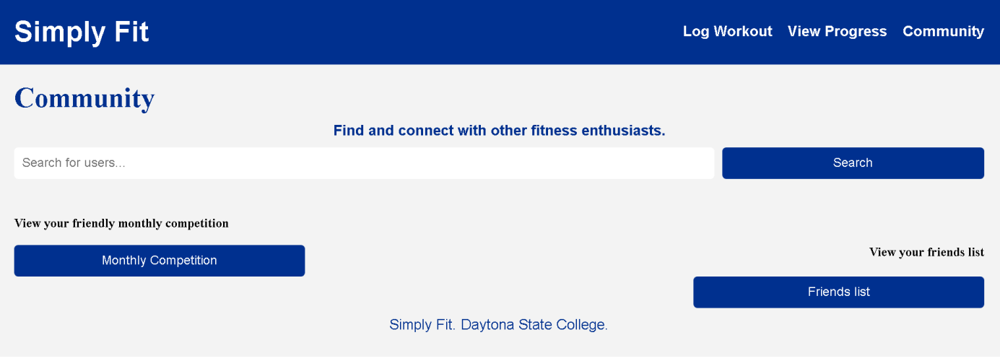 Simply Fit
Log Workout View Progress Community
Community
Find and connect with other fitness enthusiasts.
Search for users...
Search
View your friendly monthly competition
Monthly Competition
View your friends list
Friends list
Simply Fit. Daytona State College.